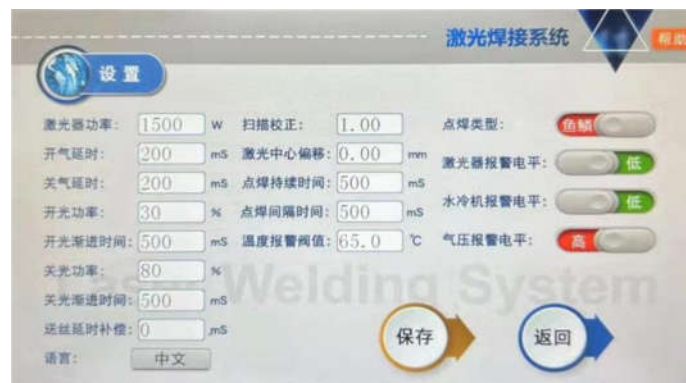 激光焊接系统
帮助
设置
激光器功率: 1500 W 扫描校正: 1.00 点焊类型: 鱼鳞
开气延时: 200 mS 激光中心偏移: 0.00 mm 激光器报警电平: 低
关气延时: 200 mS 点焊持续时间: 500 mS
开光功率: 30 % 点焊间隔时间: 500 mS 水冷机报警电平: 低
开光渐进时间: 500 mS 温度报警阀值: 65.0 ℃ 气压报警电平: 高
关光功率: 80 %
Laser Welding System
关光渐进时间: 500 mS
送丝延时补偿: 0 mS
保存 返回
语言: 中文